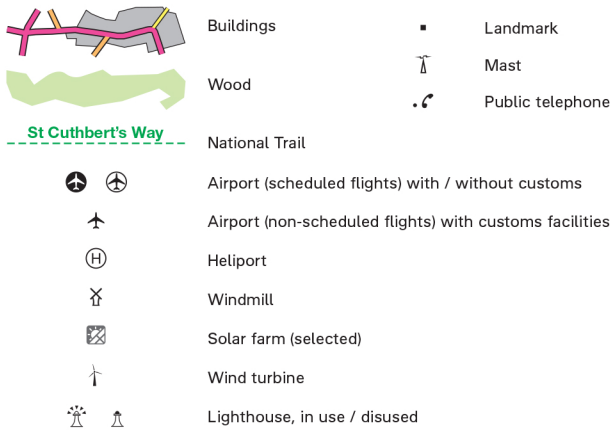 Buildings
Landmark
Mast
Wood
Public telephone
St Cuthbert's Way
National Trail
Airport (scheduled flights) with / without customs
Airport (non-scheduled flights) with customs facilities
H
Heliport
Windmill
Solar farm (selected)
Wind turbine
Lighthouse, in use / disused